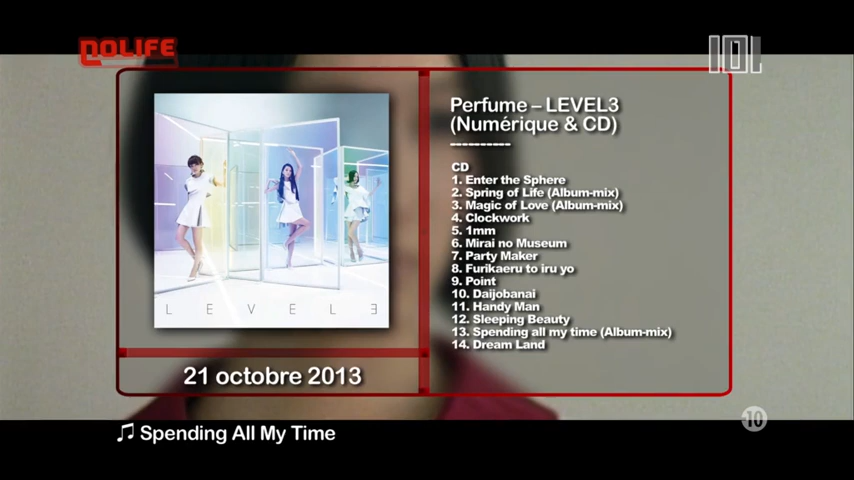 NOLIFE
101
Perfume – LEVEL3
(Numérique & CD)
----------
CD
1. Enter the Sphere
2. Spring of Life (Album-mix)
3. Magic of Love (Album-mix)
4. Clockwork
5. 1mm
6. Mirai no Museum
7. Party Maker
8. Furikaeru to iru yo
9. Point
10. Daijobanai
11. Handy Man
12. Sleeping Beauty
13. Spending all my time (Album-mix)
14. Dream Land
LEVEL3
21 octobre 2013
-10
♫ Spending All My Time